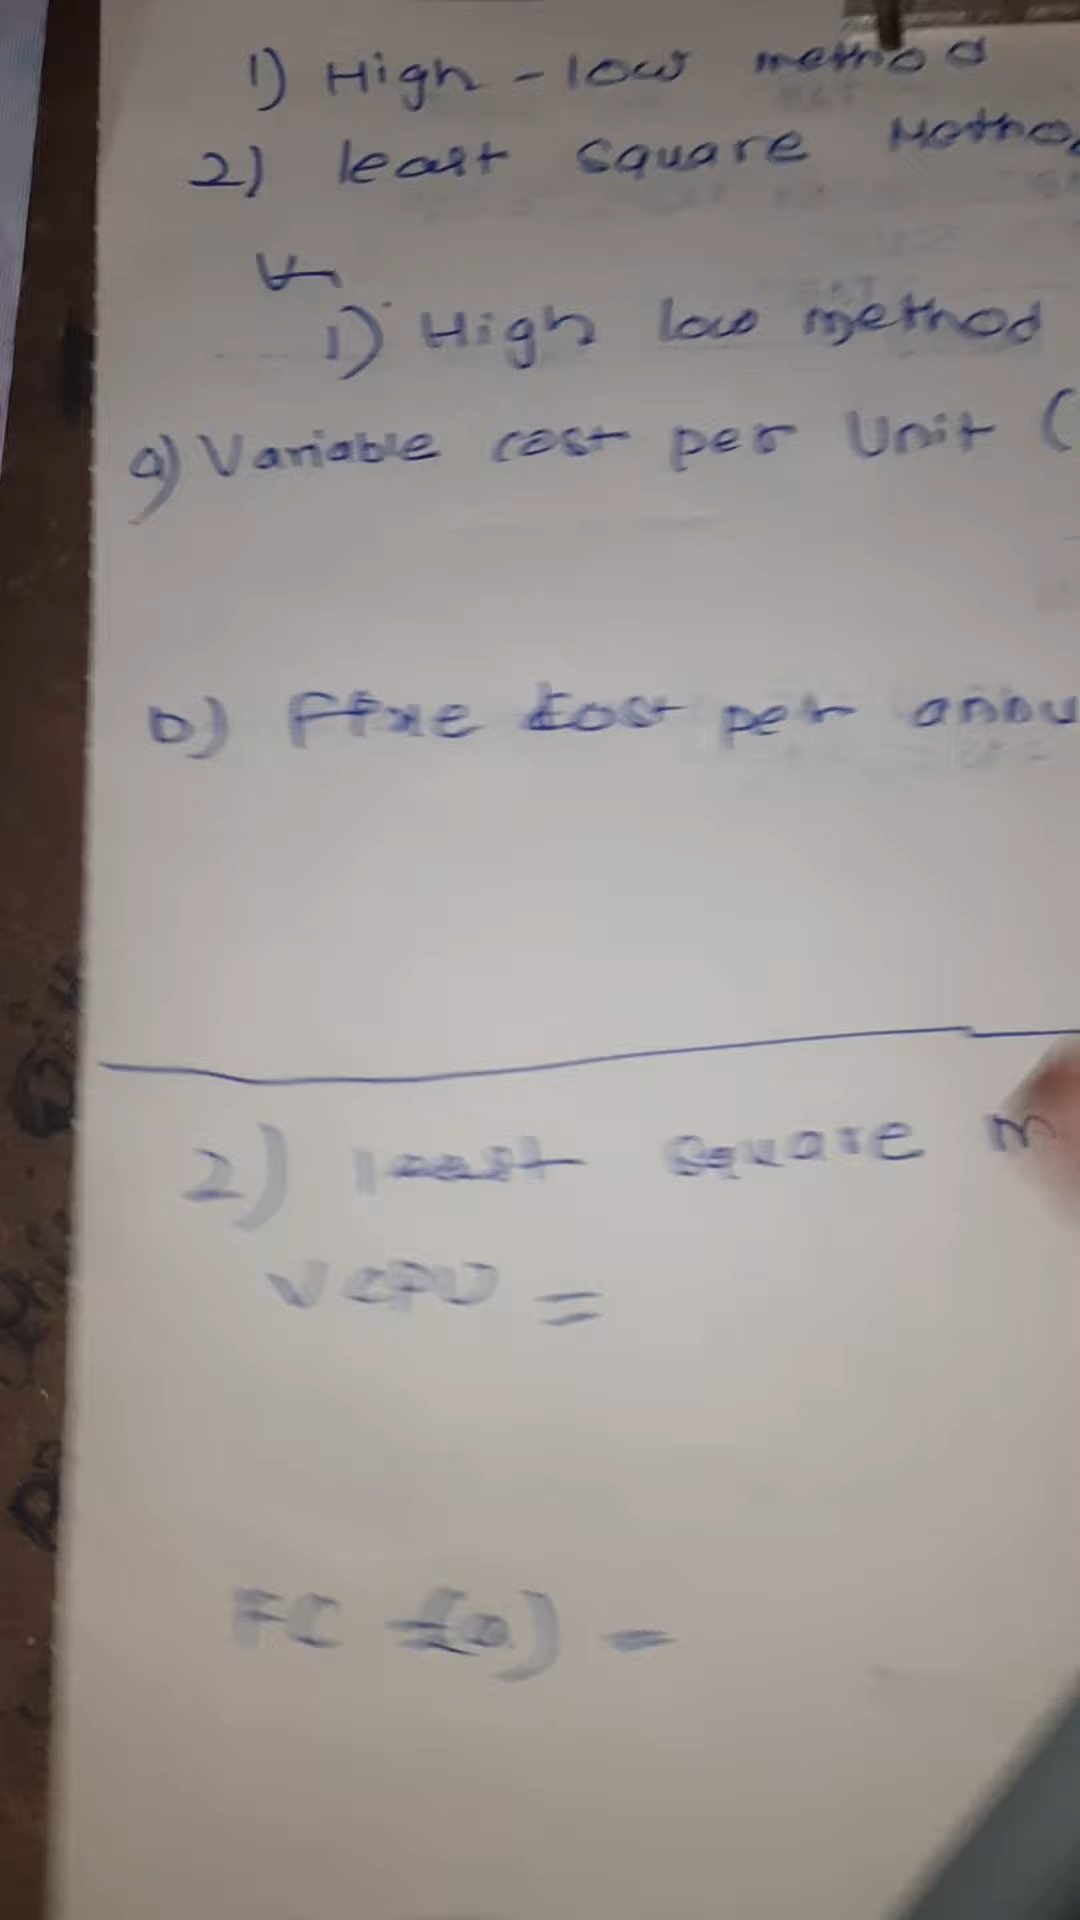 1) High - low method
2) least square Metho
1) High low method
a) Variable cost per Unit (
b) Fixe cost per annu
2) least square m
VCPU =
FC =(a) =